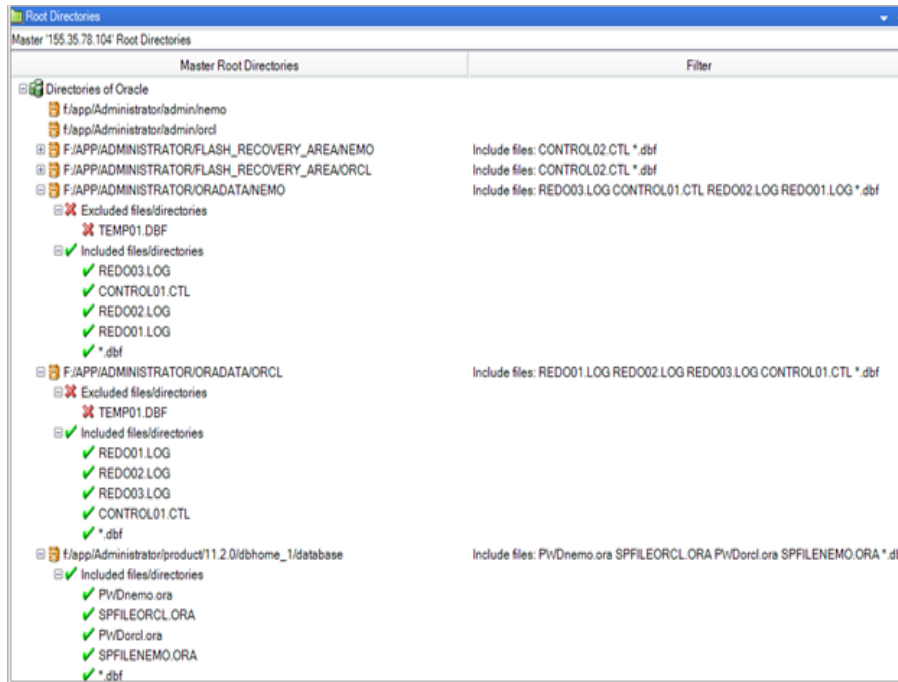 Root Directories
Master '155.35.78.104' Root Directories
Master Root Directories Filter
Directories of Oracle
f:/app/Administrator/admin/nemo
f:/app/Administrator/admin/orcl
F:/APP/ADMINISTRATOR/FLASH_RECOVERY_AREA/NEMO Include files: CONTROL02.CTL *.dbf
F:/APP/ADMINISTRATOR/FLASH_RECOVERY_AREA/ORCL Include files: CONTROL02.CTL *.dbf
F:/APP/ADMINISTRATOR/ORADATA/NEMO Include files: REDO03.LOG CONTROL01.CTL REDO02.LOG REDO01.LOG *.dbf
Excluded files/directories
TEMP01.DBF
Included files/directories
REDO03.LOG
CONTROL01.CTL
REDO02.LOG
REDO01.LOG
*.dbf
F:/APP/ADMINISTRATOR/ORADATA/ORCL Include files: REDO01.LOG REDO02.LOG REDO03.LOG CONTROL01.CTL *.dbf
Excluded files/directories
TEMP01.DBF
Included files/directories
REDO01.LOG
REDO02.LOG
REDO03.LOG
CONTROL01.CTL
*.dbf
f:/app/Administrator/product/11.2.0/dbhome_1/database Include files: PWDnemo.ora SPFILEORCL.ORA PWDorcl.ora SPFILENEMO.ORA
Included files/directories
PWDnemo.ora
SPFILEORCL.ORA
PWDorcl.ora
SPFILENEMO.ORA
*.dbf